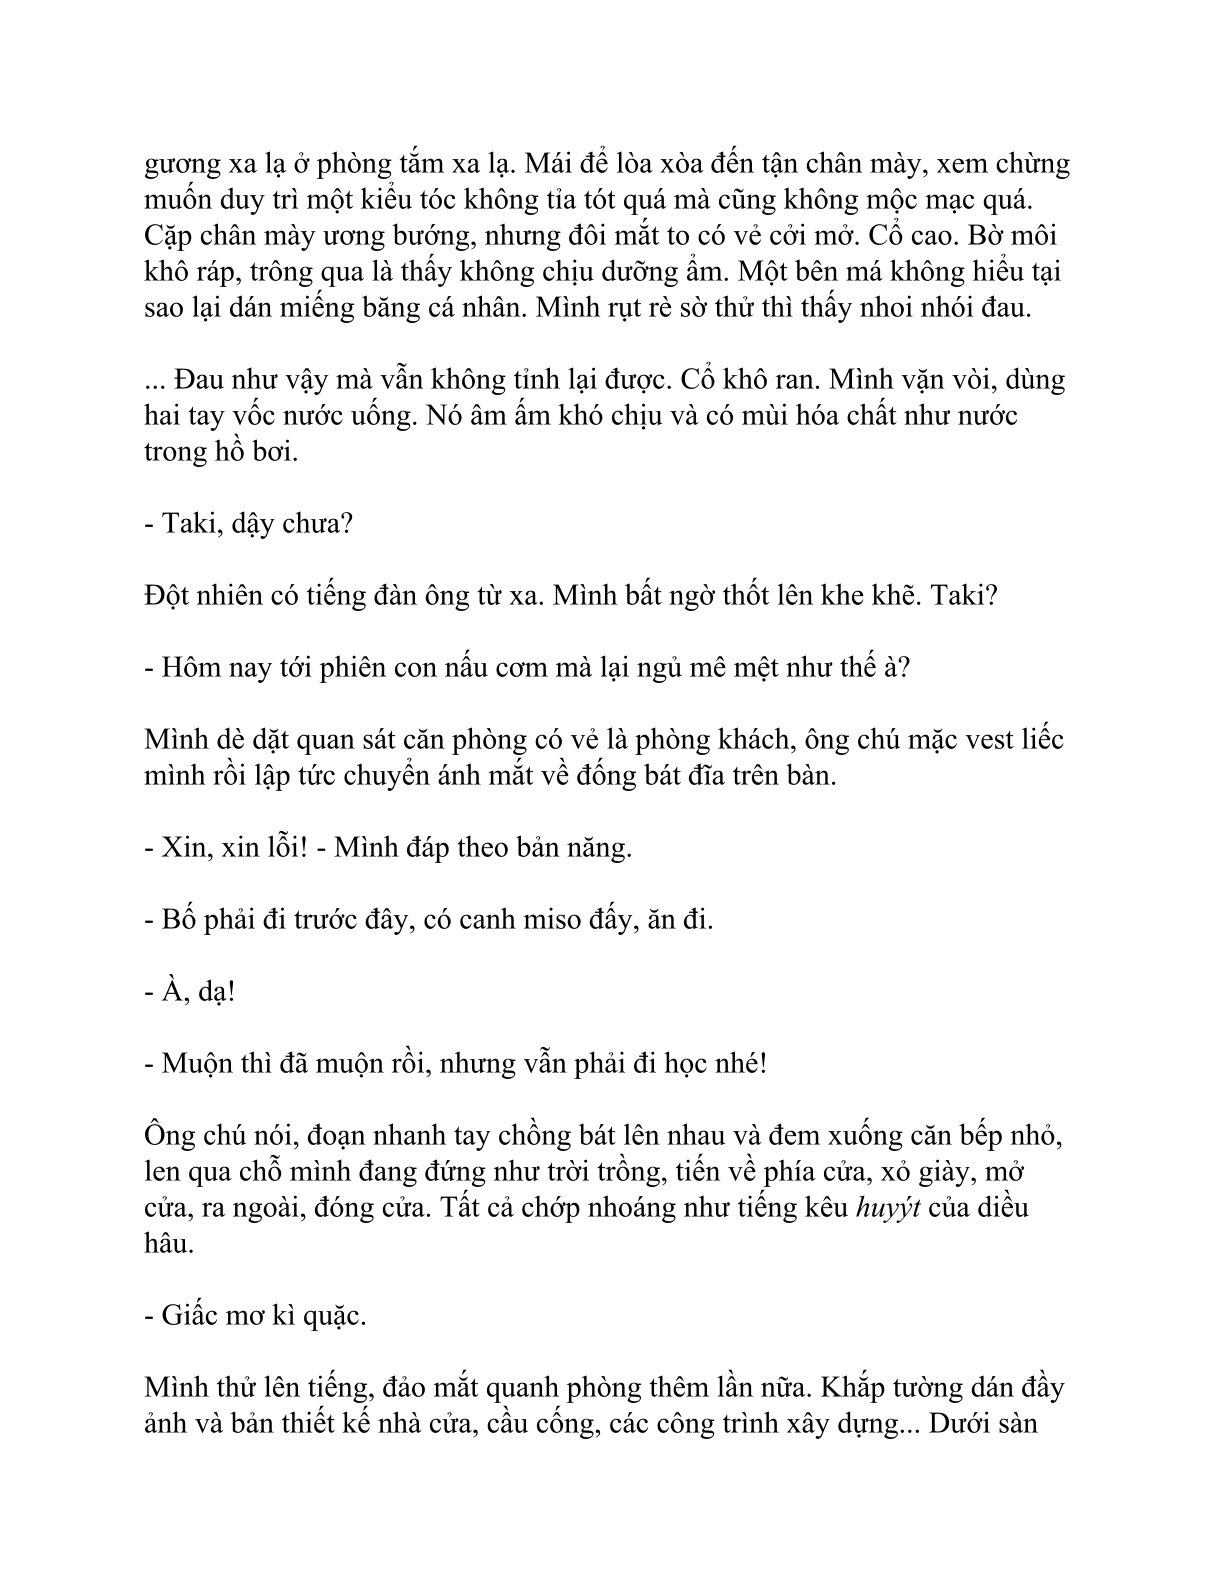 gương xa lạ ở phòng tắm xa lạ. Mái để lòa xòa đến tận chân mày, xem chừng
muốn duy trì một kiểu tóc không tỉa tót quá mà cũng không mộc mạc quá.
Cặp chân mày ương bướng, nhưng đôi mắt to có vẻ cởi mở. Cổ cao. Bờ môi
khô ráp, trông qua là thấy không chịu dưỡng ẩm. Một bên má không hiểu tại
sao lại dán miếng băng cá nhân. Mình rụt rè sờ thử thì thấy nhoi nhói đau.
... Đau như vậy mà vẫn không tỉnh lại được. Cổ khô ran. Mình vặn vòi, dùng
hai tay vốc nước uống. Nó âm ấm khó chịu và có mùi hóa chất như nước
trong hồ bơi.
- Taki, dậy chưa?
Đột nhiên có tiếng đàn ông từ xa. Mình bất ngờ thốt lên khe khẽ. Taki?
- Hôm nay tới phiên con nấu cơm mà lại ngủ mê mệt như thế à?
Mình dè dặt quan sát căn phòng có vẻ là phòng khách, ông chú mặc vest liếc
mình rồi lập tức chuyển ánh mắt về đống bát đĩa trên bàn.
- Xin, xin lỗi! - Mình đáp theo bản năng.
- Bố phải đi trước đây, có canh miso đấy, ăn đi.
- À, dạ!
- Muộn thì đã muộn rồi, nhưng vẫn phải đi học nhé!
Ông chú nói, đoạn nhanh tay chồng bát lên nhau và đem xuống căn bếp nhỏ,
len qua chỗ mình đang đứng như trời trồng, tiến về phía cửa, xỏ giày, mở
cửa, ra ngoài, đóng cửa. Tất cả chớp nhoáng như tiếng kêu huyýt của diều
hâu.
- Giấc mơ kì quặc.
Mình thử lên tiếng, đảo mắt quanh phòng thêm lần nữa. Khắp tường dán đầy
ảnh và bản thiết kế nhà cửa, cầu cống, các công trình xây dựng... Dưới sàn